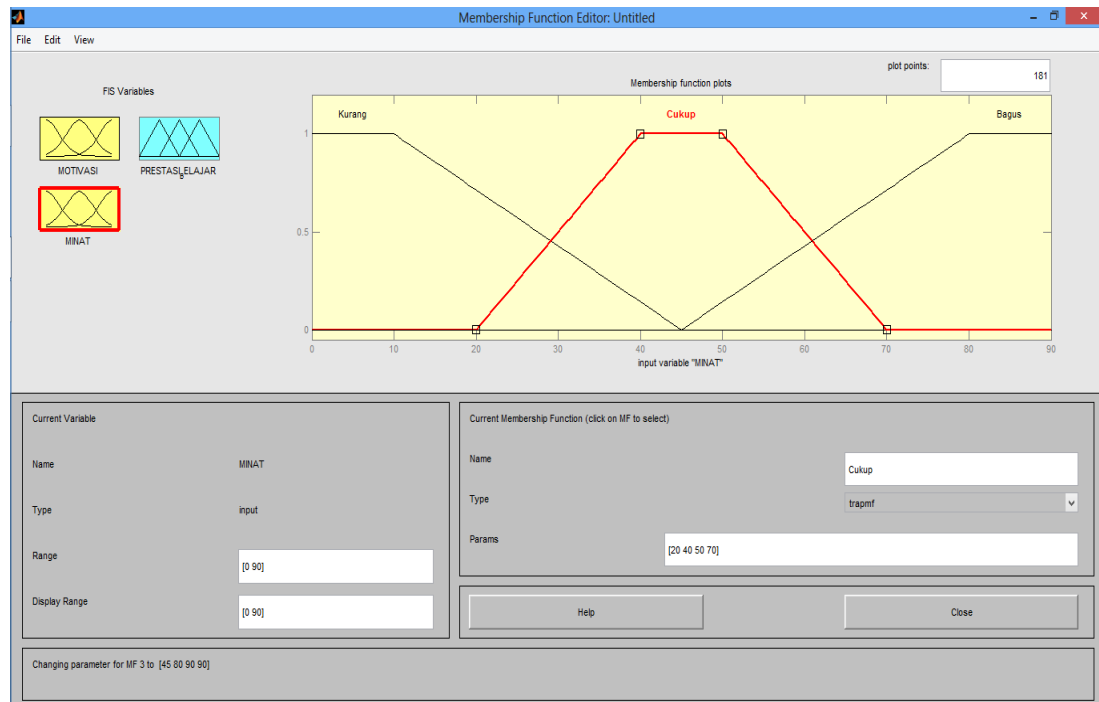 Membership Function Editor: Untitled
File Edit View
FIS Variables
MOTIVASI
PRESTASI BELAJAR
MINAT
plot points:
181
Membership function plots
Kurang
Cukup
Bagus
1
0.5
0
0 10 20 30 40 50 60 70 80 90
input variable "MINAT"
Current Variable
Name MINAT
Type input
Range [0 90]
Display Range [0 90]
Current Membership Function (click on MF to select)
Name Cukup
Type trapmf
Params [20 40 50 70]
Help Close
Changing parameter for MF 3 to [45 80 90 90]